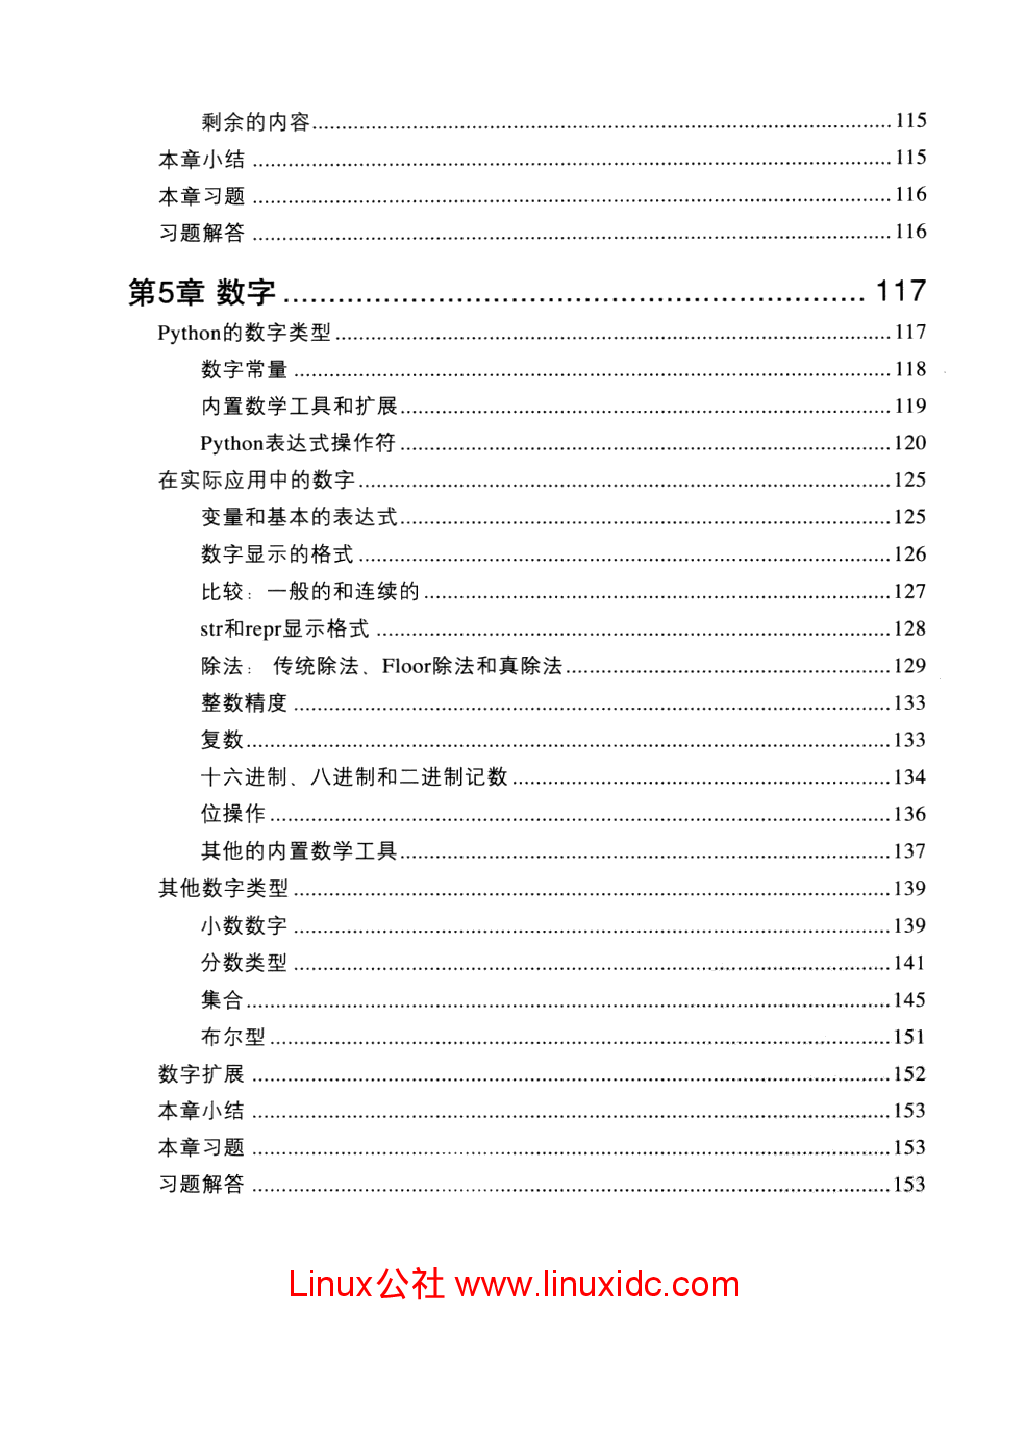 剩余的内容 115
本章小结 115
本章习题 116
习题解答 116
第5章 数字 117
Python的数字类型 117
数字常量 118
内置数学工具和扩展 119
Python表达式操作符 120
在实际应用中的数字 125
变量和基本的表达式 125
数字显示的格式 126
比较：一般的和连续的 127
str和repr显示格式 128
除法： 传统除法、Floor除法和真除法 129
整数精度 133
复数 133
十六进制、八进制和二进制记数 134
位操作 136
其他的内置数学工具 137
其他数字类型 139
小数数字 139
分数类型 141
集合 145
布尔型 151
数字扩展 152
本章小结 153
本章习题 153
习题解答 153
Linux公社 www.linuxidc.com